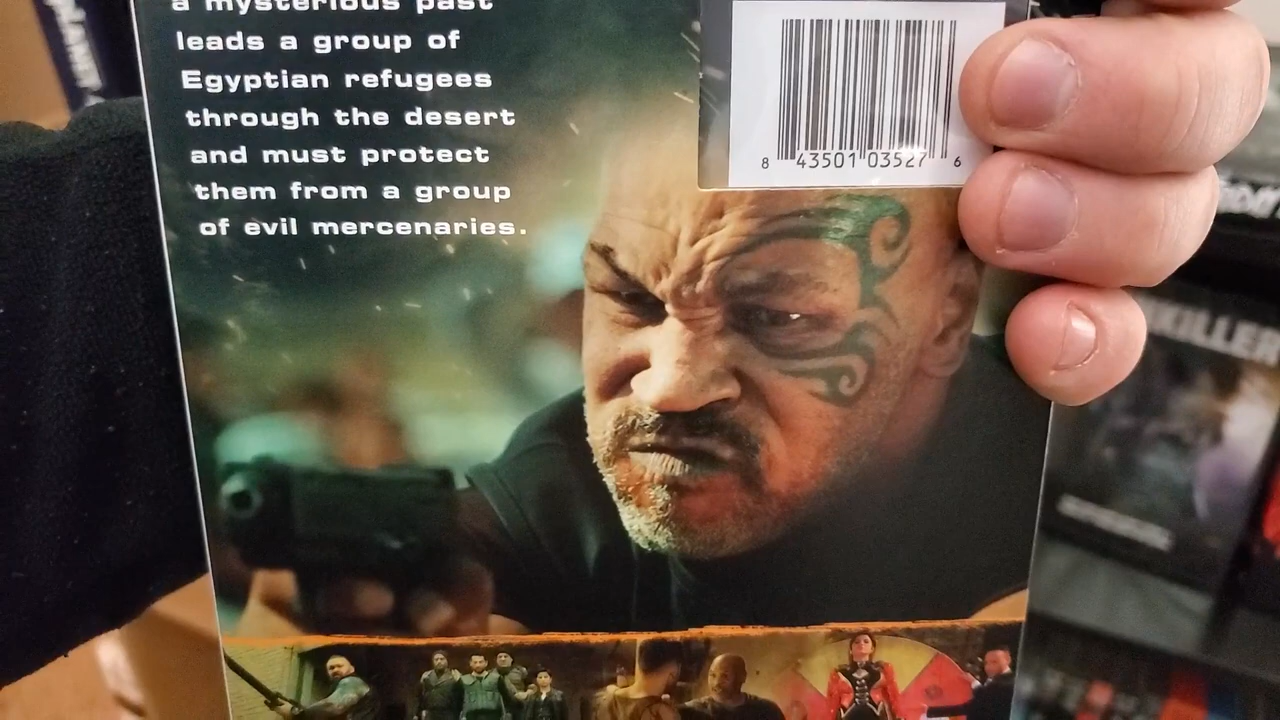 a mysterious past
leads a group of
Egyptian refugees
through the desert
and must protect
them from a group
of evil mercenaries.
8 43501 03527 6
KILLER